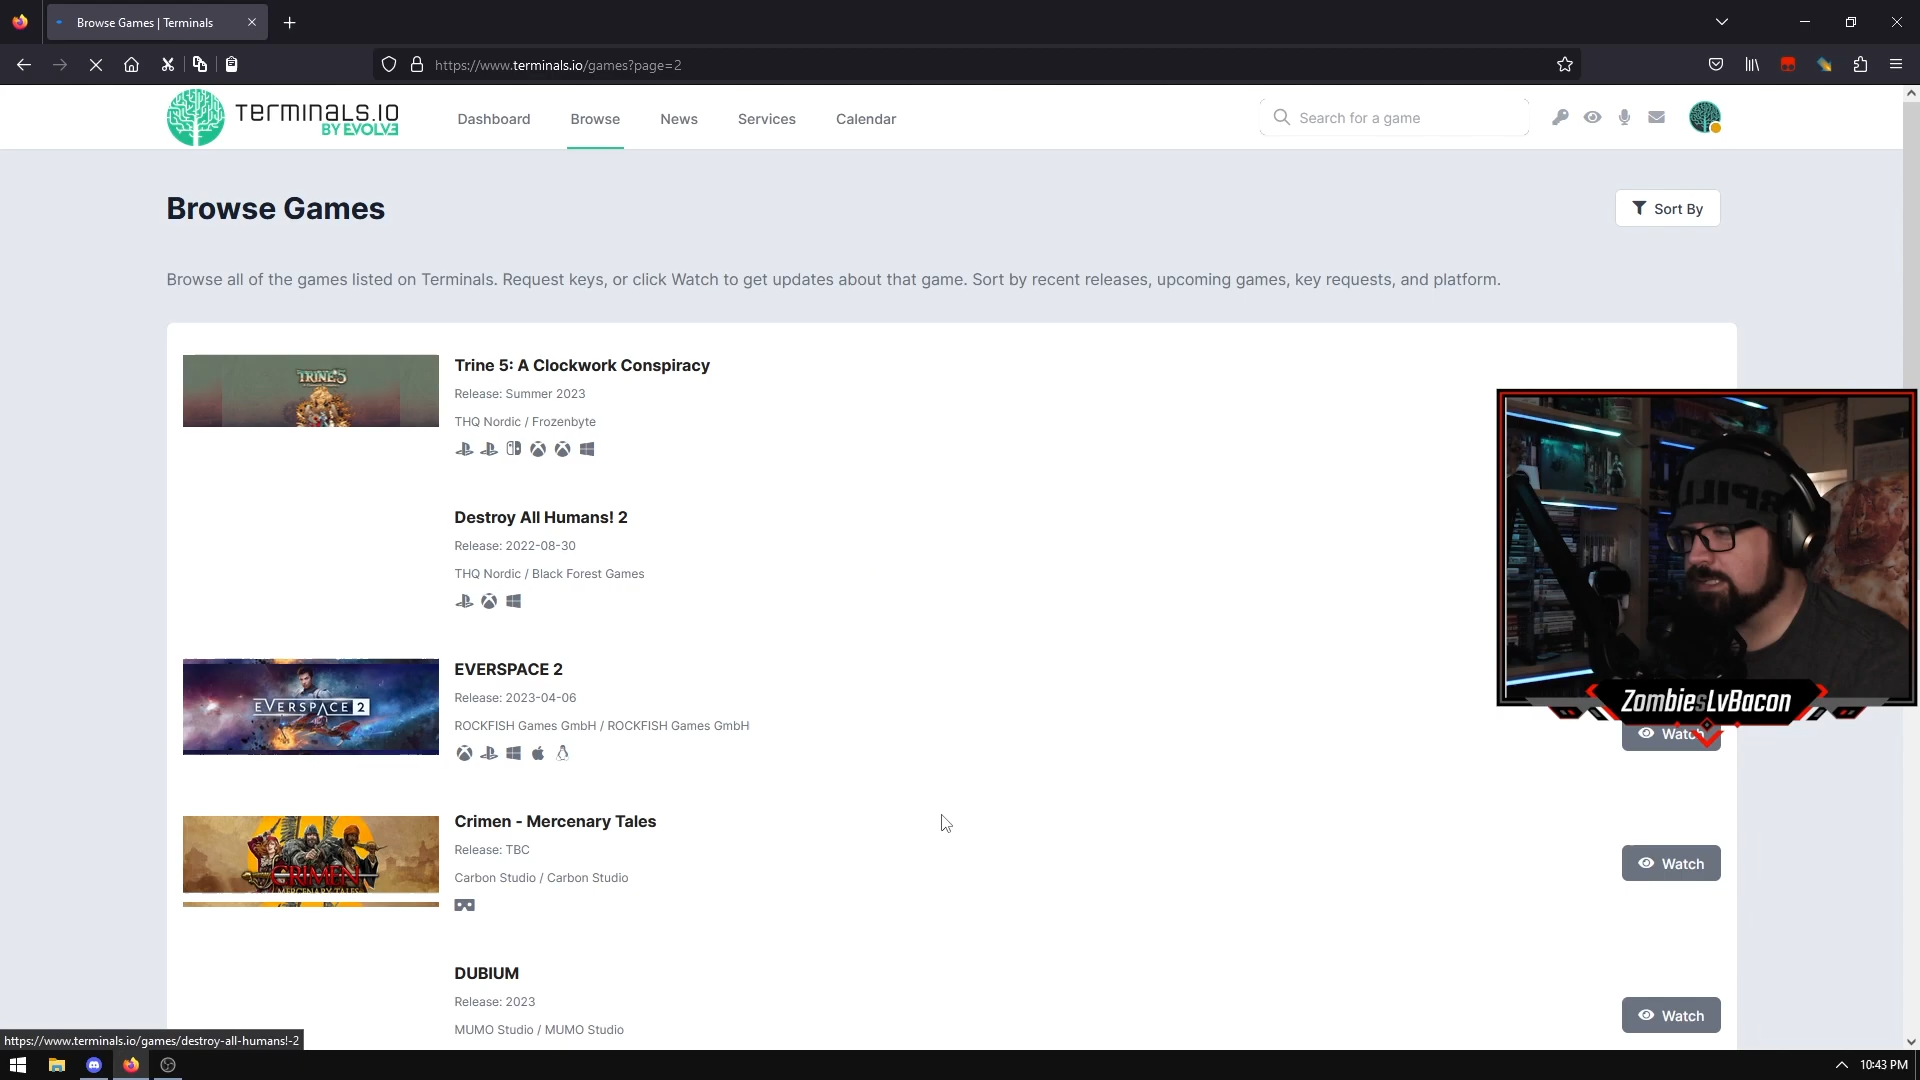 Browse Games | Terminals
https://www.terminals.io/games?page=2
TERMINALS.IO
BY EVOLVE
Dashboard
Browse
News
Services
Calendar
Search for a game
Browse Games
Sort By
Browse all of the games listed on Terminals. Request keys, or click Watch to get updates about that game. Sort by recent releases, upcoming games, key requests, and platform.
TRINE 5
Trine 5: A Clockwork Conspiracy
Release: Summer 2023
THQ Nordic / Frozenbyte
Destroy All Humans! 2
Release: 2022-08-30
THQ Nordic / Black Forest Games
EVERSPACE 2
EVERSPACE 2
Release: 2023-04-06
ROCKFISH Games GmbH / ROCKFISH Games GmbH
ZombiesLvBacon
Watch
CRIMEN
MERCENARY TALES
Crimen - Mercenary Tales
Release: TBC
Carbon Studio / Carbon Studio
Watch
DUBIUM
Release: 2023
MUMO Studio / MUMO Studio
Watch
https://www.terminals.io/games/destroy-all-humans!-2
10:43 PM